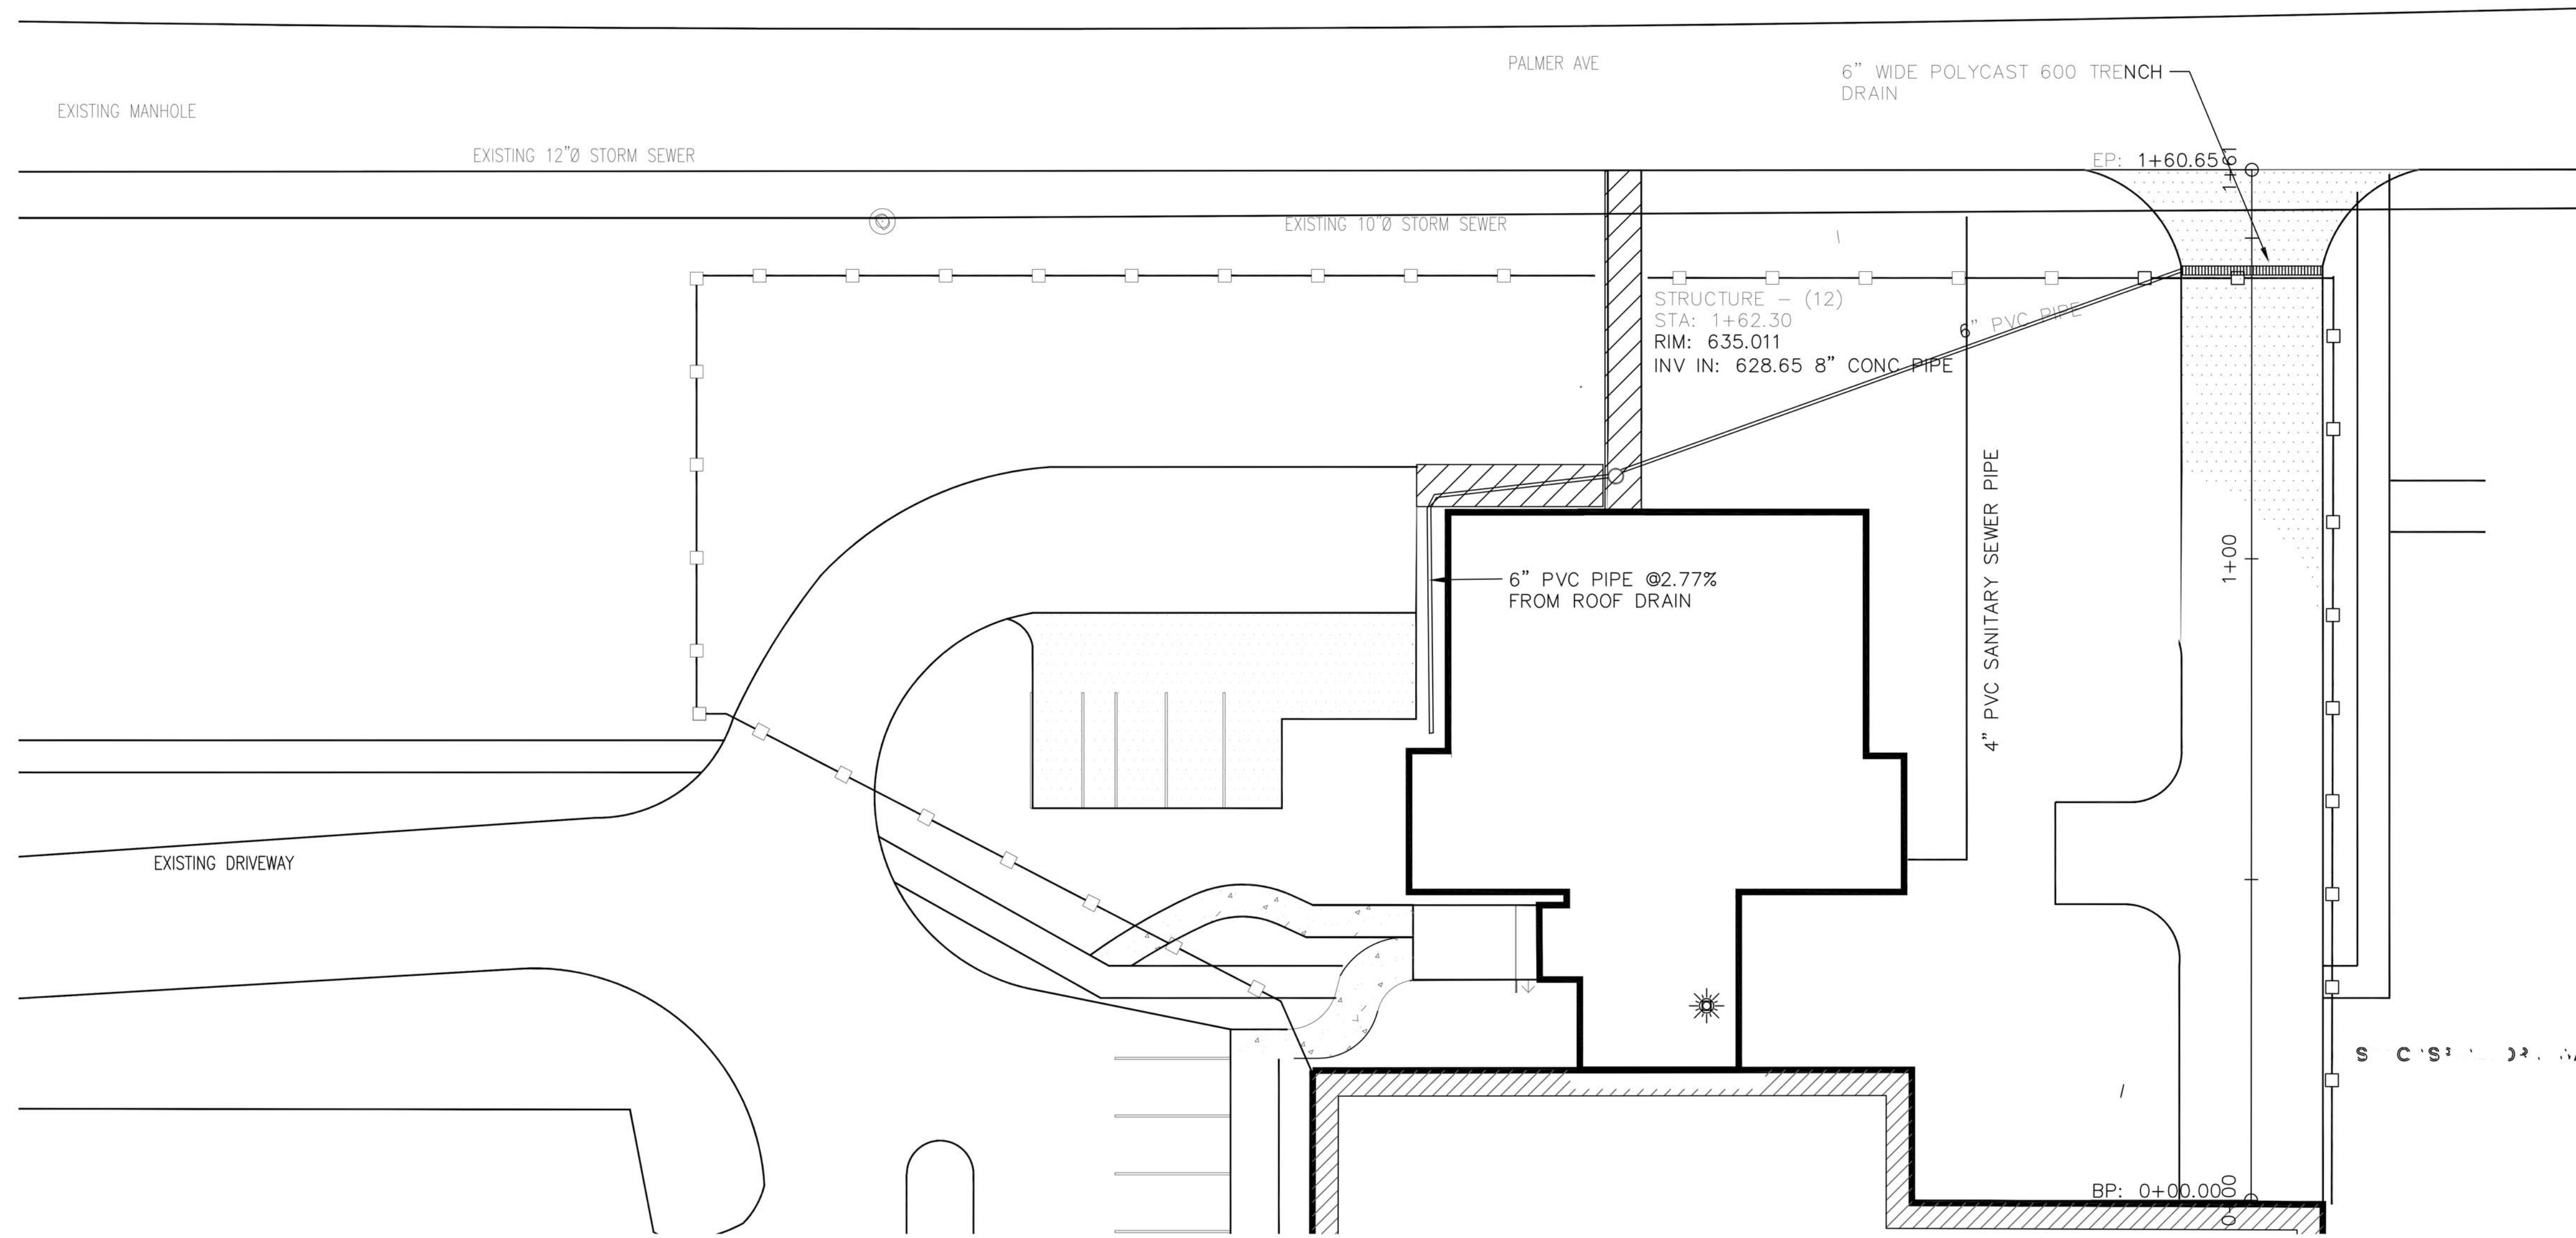 PALMER AVE
6" WIDE POLYCAST 600 TRENCH
DRAIN
EXISTING MANHOLE
EXISTING 12"Ø STORM SEWER
EP: 1+60.65
1+61
EXISTING 10"Ø STORM SEWER
STRUCTURE - (12)
STA: 1+62.30
RIM: 635.011
INV IN: 628.65 8" CONC PIPE
6" PVC PIPE
4" PVC SANITARY SEWER PIPE
1+00
6" PVC PIPE @2.77%
FROM ROOF DRAIN
EXISTING DRIVEWAY
BP: 0+00.00
0+00